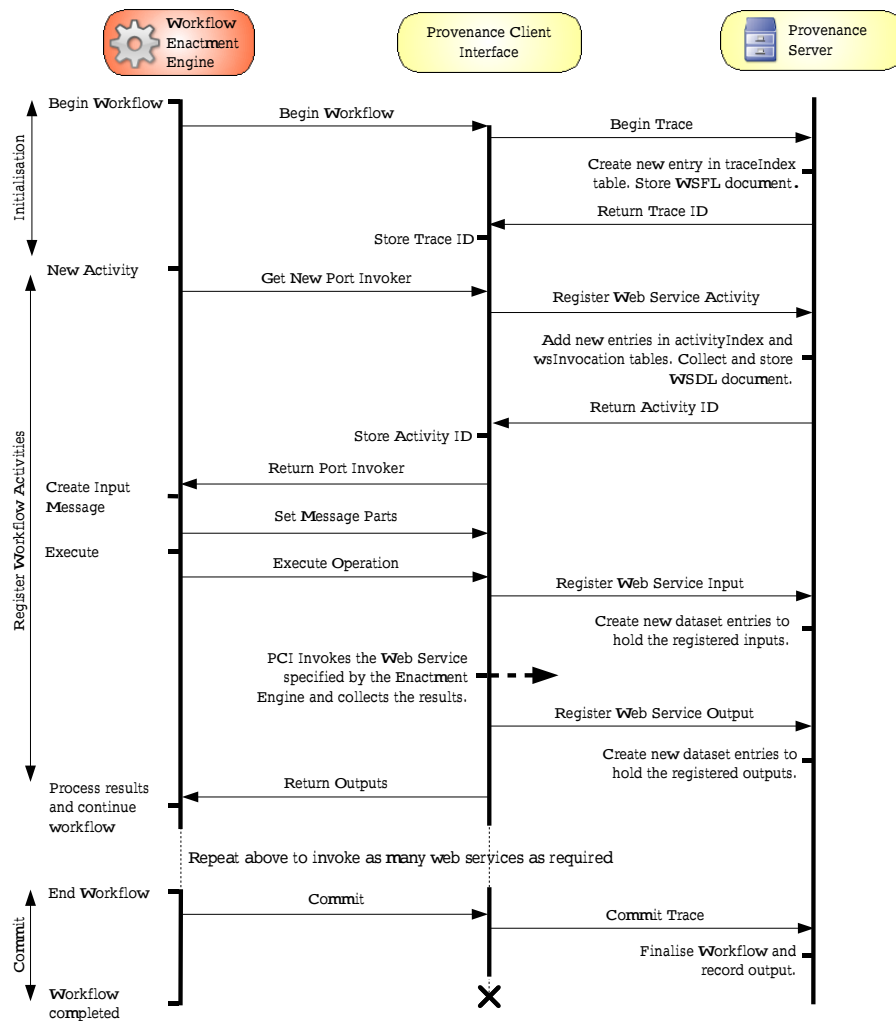 Workflow
Enactment
Engine
Provenance Client
Interface
Provenance
Server
Begin Workflow
Begin Workflow
Begin Trace
Initialisation
Create new entry in traceIndex
table. Store WSFL document.
Return Trace ID
Store Trace ID
New Activity
Get New Port Invoker
Register Web Service Activity
Add new entries in activityIndex and
wsInvocation tables. Collect and store
WSDL document.
Return Activity ID
Store Activity ID
Return Port Invoker
Register Workflow Activities
Create Input
Message
Set Message Parts
Execute
Execute Operation
Register Web Service Input
Create new dataset entries to
hold the registered inputs.
PCI Invokes the Web Service
specified by the Enactment
Engine and collects the results.
Register Web Service Output
Create new dataset entries to
hold the registered outputs.
Return Outputs
Process results
and continue
workflow
Repeat above to invoke as many web services as required
End Workflow
Commit
Commit Trace
Commit
Finalise Workflow and
record output.
Workflow
completed